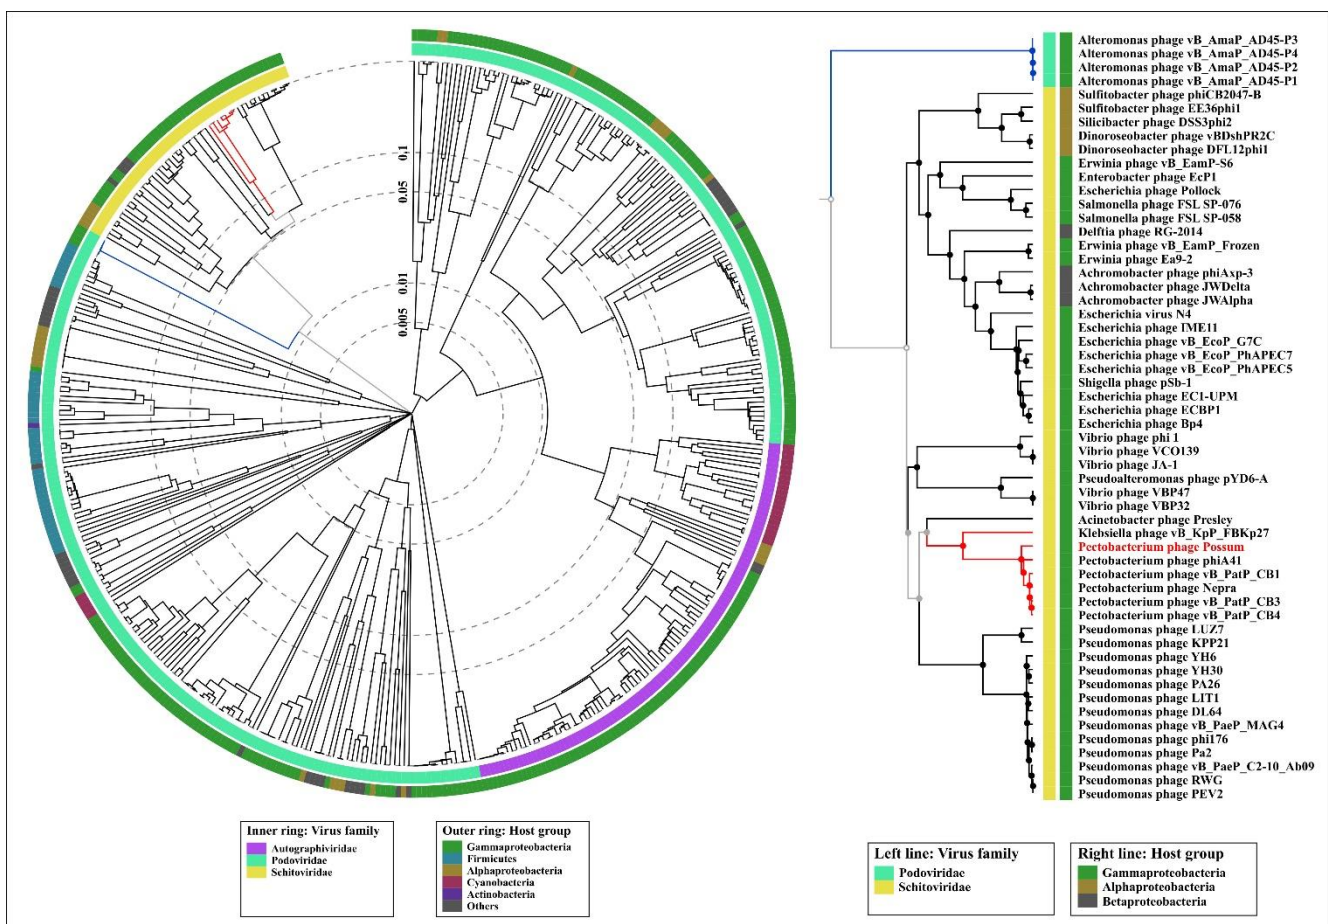 0.1
0.05
0.01
0.005
Inner ring: Virus family
Autographiviridae
Podoviridae
Schitoviridae
Outer ring: Host group
Gammaproteobacteria
Firmicutes
Alphaproteobacteria
Cyanobacteria
Actinobacteria
Others
Alteromonas phage vB_AmaP_AD45-P3
Alteromonas phage vB_AmaP_AD45-P4
Alteromonas phage vB_AmaP_AD45-P2
Alteromonas phage vB_AmaP_AD45-P1
Sulfitobacter phage phiCB2047-B
Sulfitobacter phage EE36phi1
Silicibacter phage DSS3phi2
Dinoroseobacter phage vBDshPR2C
Dinoroseobacter phage DFL12phi1
Erwinia phage vB_EamP-S6
Enterobacter phage EcP1
Escherichia phage Pollock
Salmonella phage FSL SP-076
Salmonella phage FSL SP-058
Delftia phage RG-2014
Erwinia phage vB_EamP_Frozen
Erwinia phage Ea9-2
Achromobacter phage phiAxp-3
Achromobacter phage JWDelta
Achromobacter phage JWAlpha
Escherichia virus N4
Escherichia phage IME11
Escherichia phage vB_EcoP_G7C
Escherichia phage vB_EcoP_PhAPEC7
Escherichia phage vB_EcoP_PhAPEC5
Shigella phage pSb-1
Escherichia phage EC1-UPM
Escherichia phage ECBP1
Escherichia phage Bp4
Vibrio phage phi 1
Vibrio phage VCO139
Vibrio phage JA-1
Pseudoalteromonas phage pYD6-A
Vibrio phage VBP47
Vibrio phage VBP32
Acinetobacter phage Presley
Klebsiella phage vB_KpP_FBKp27
Pectobacterium phage Possum
Pectobacterium phage phiA41
Pectobacterium phage vB_PatP_CB1
Pectobacterium phage Nepra
Pectobacterium phage vB_PatP_CB3
Pectobacterium phage vB_PatP_CB4
Pseudomonas phage LUZ7
Pseudomonas phage KPP21
Pseudomonas phage YH6
Pseudomonas phage YH30
Pseudomonas phage PA26
Pseudomonas phage LIT1
Pseudomonas phage DL64
Pseudomonas phage vB_PaeP_MAG4
Pseudomonas phage phi176
Pseudomonas phage Pa2
Pseudomonas phage vB_PaeP_C2-10_Ab09
Pseudomonas phage RWG
Pseudomonas phage PEV2
Left line: Virus family
Podoviridae
Schitoviridae
Right line: Host group
Gammaproteobacteria
Alphaproteobacteria
Betaproteobacteria